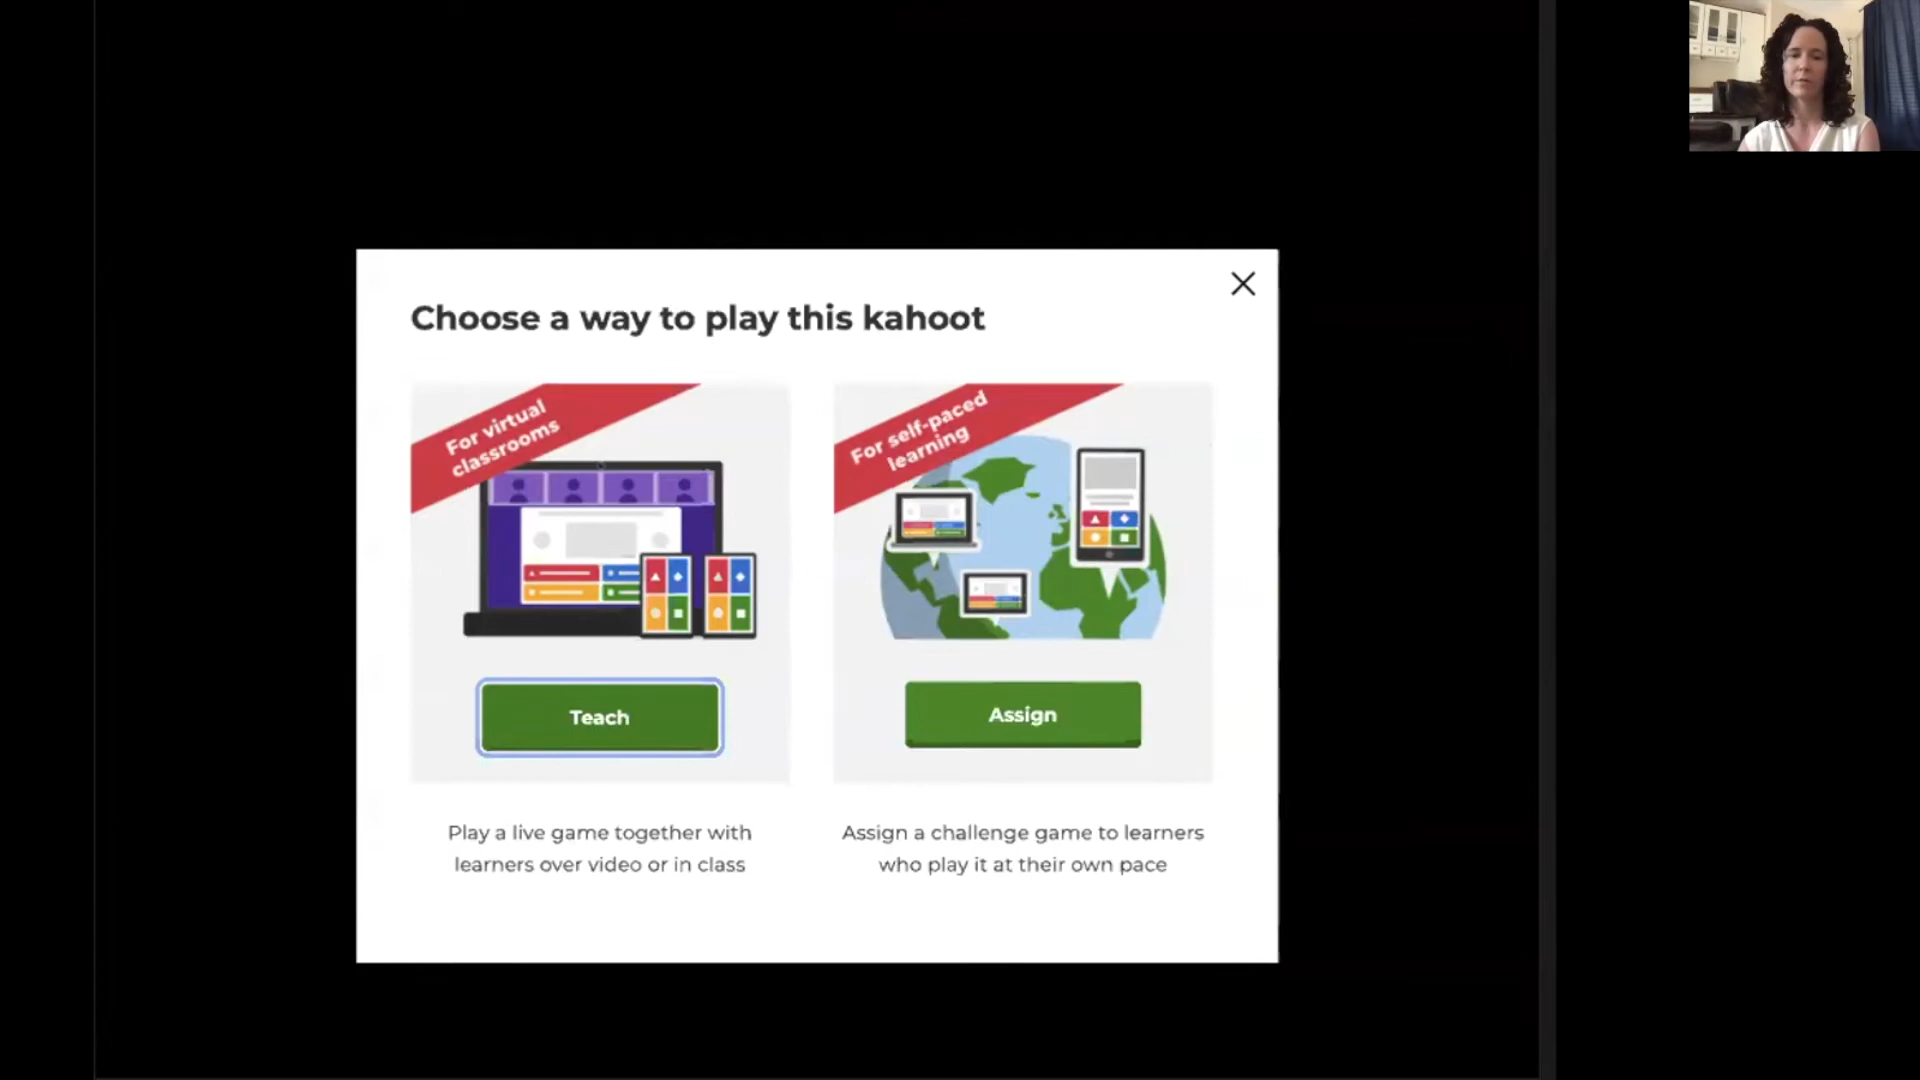 Choose a way to play this kahoot
For virtual
classrooms
For self-paced
learning
Teach
Assign
Play a live game together with
learners over video or in class
Assign a challenge game to learners
who play it at their own pace